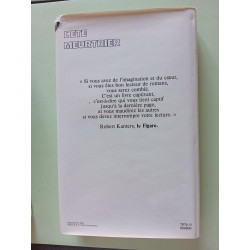 L'ÉTÉ
MEURTRIER
« Si vous avez de l'imagination et du cœur,
si vous êtes bon lecteur de romans,
vous serez comblé.
C'est un livre captivant,
c'est-à-dire qui vous tient captif
jusqu'à la dernière page,
si vous maudirez les autres
si vous devez interrompre votre lecture. »
Robert Kanters, le Figaro.